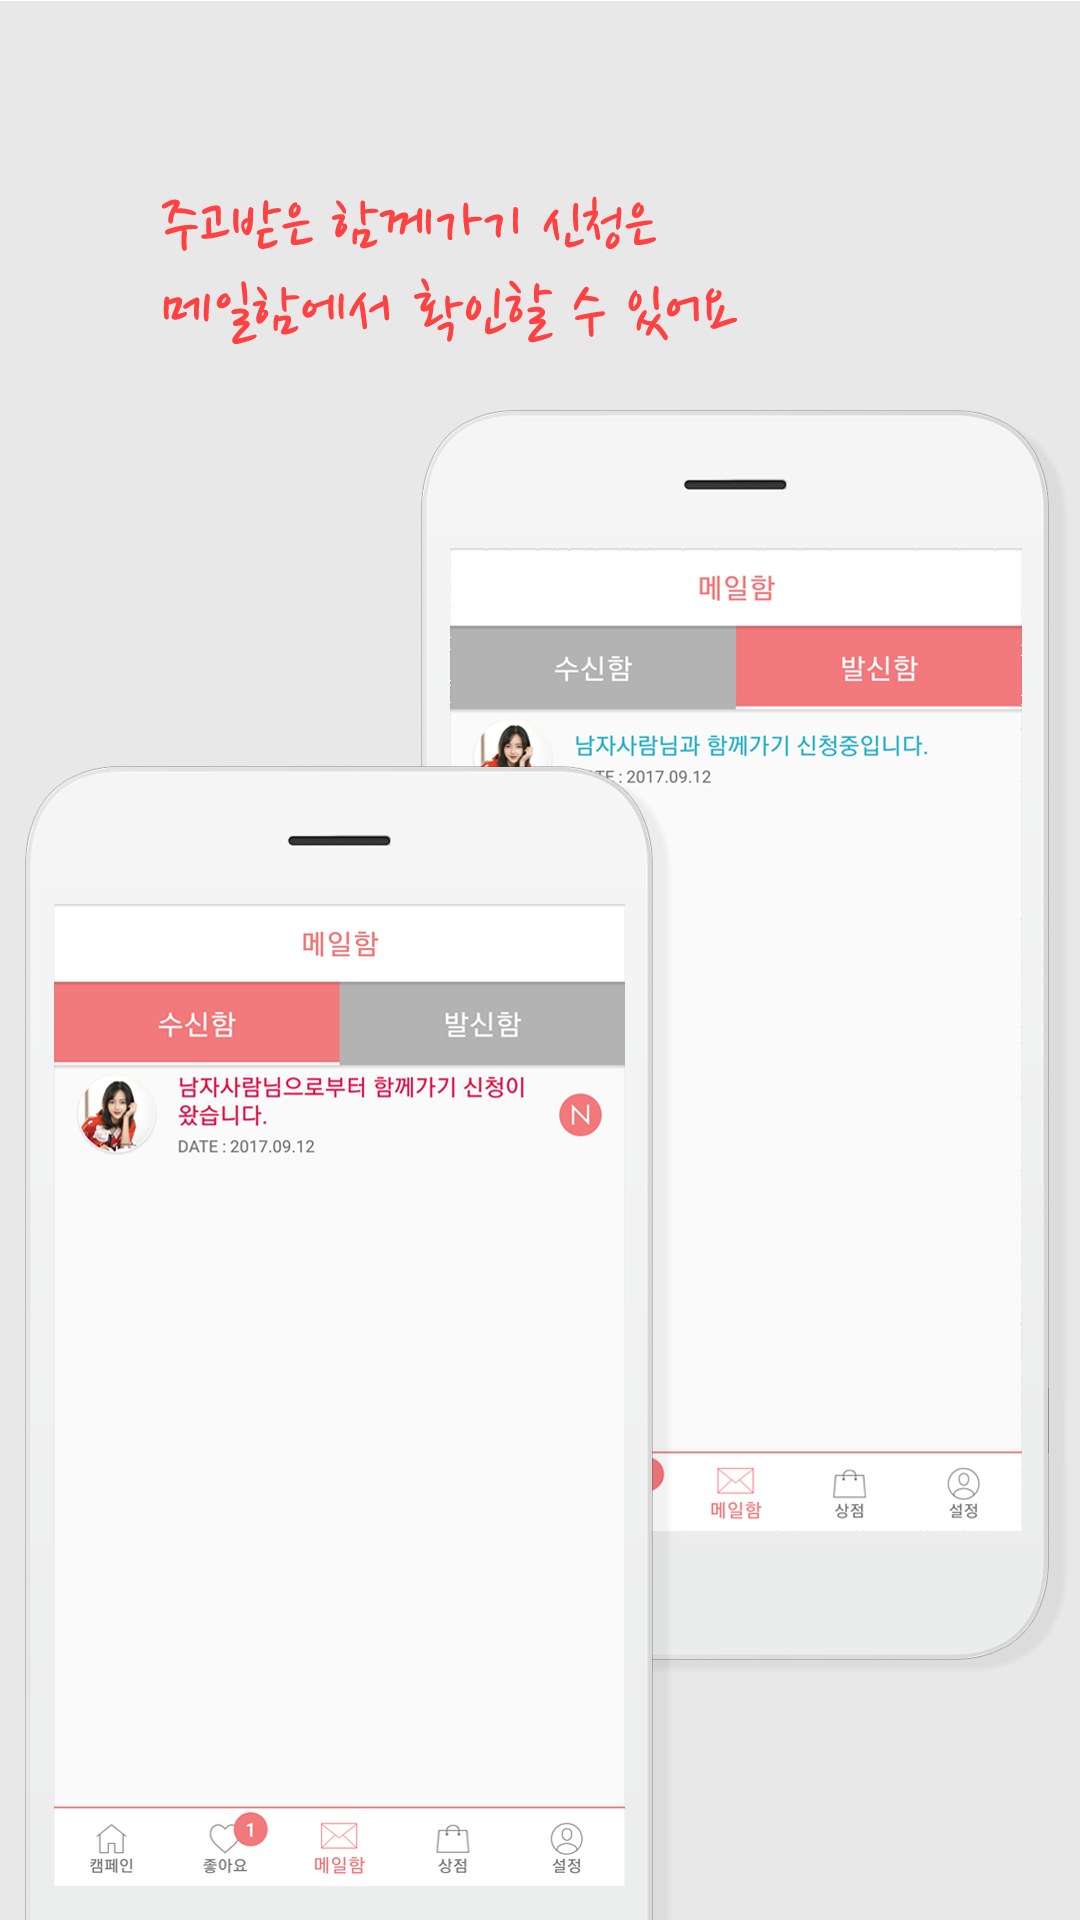 주고받은 함께가기 신청은
메일함에서 확인할 수 있어요
메일함
수신함 발신함
남자사람님과 함께가기 신청중입니다.
: 2017.09.12
메일함 상점 설정
메일함
수신함 발신함
남자사람님으로부터 함께가기 신청이
왔습니다.
N
DATE : 2017.09.12
1
캠페인 좋아요 메일함 상점 설정